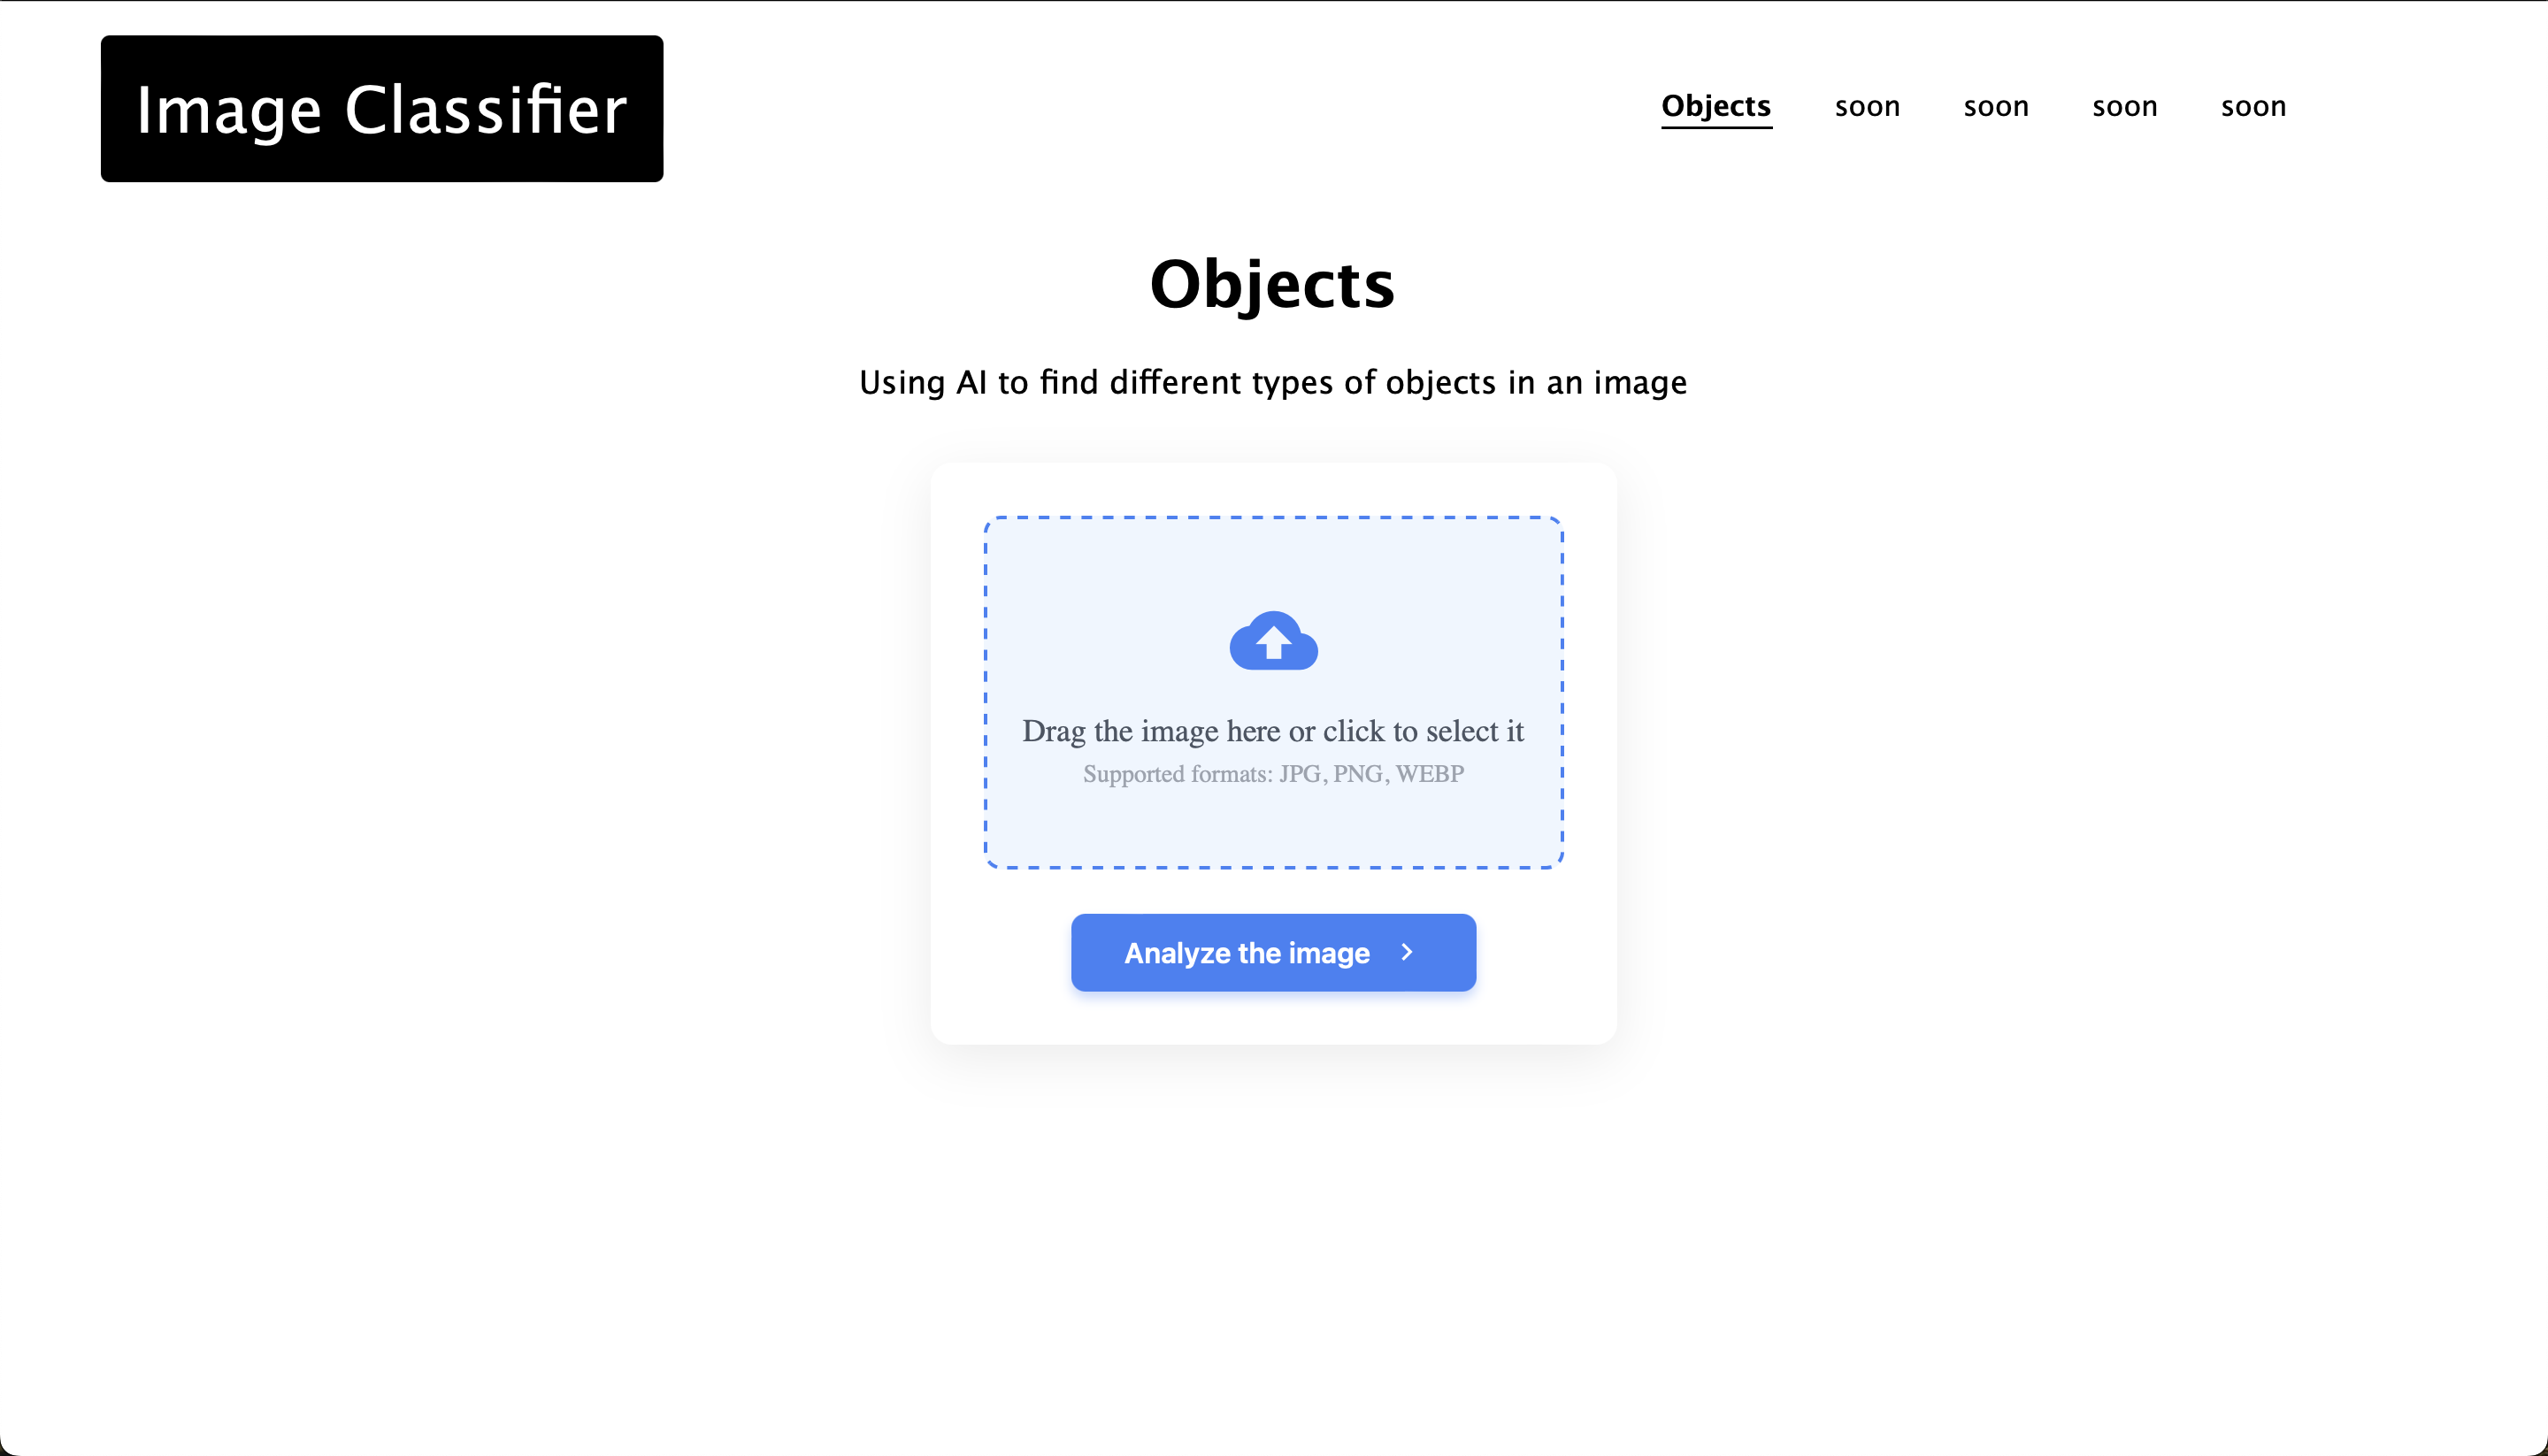 Image Classifier
Objects soon soon soon soon
Objects
Using AI to find different types of objects in an image
Drag the image here or click to select it
Supported formats: JPG, PNG, WEBP
Analyze the image